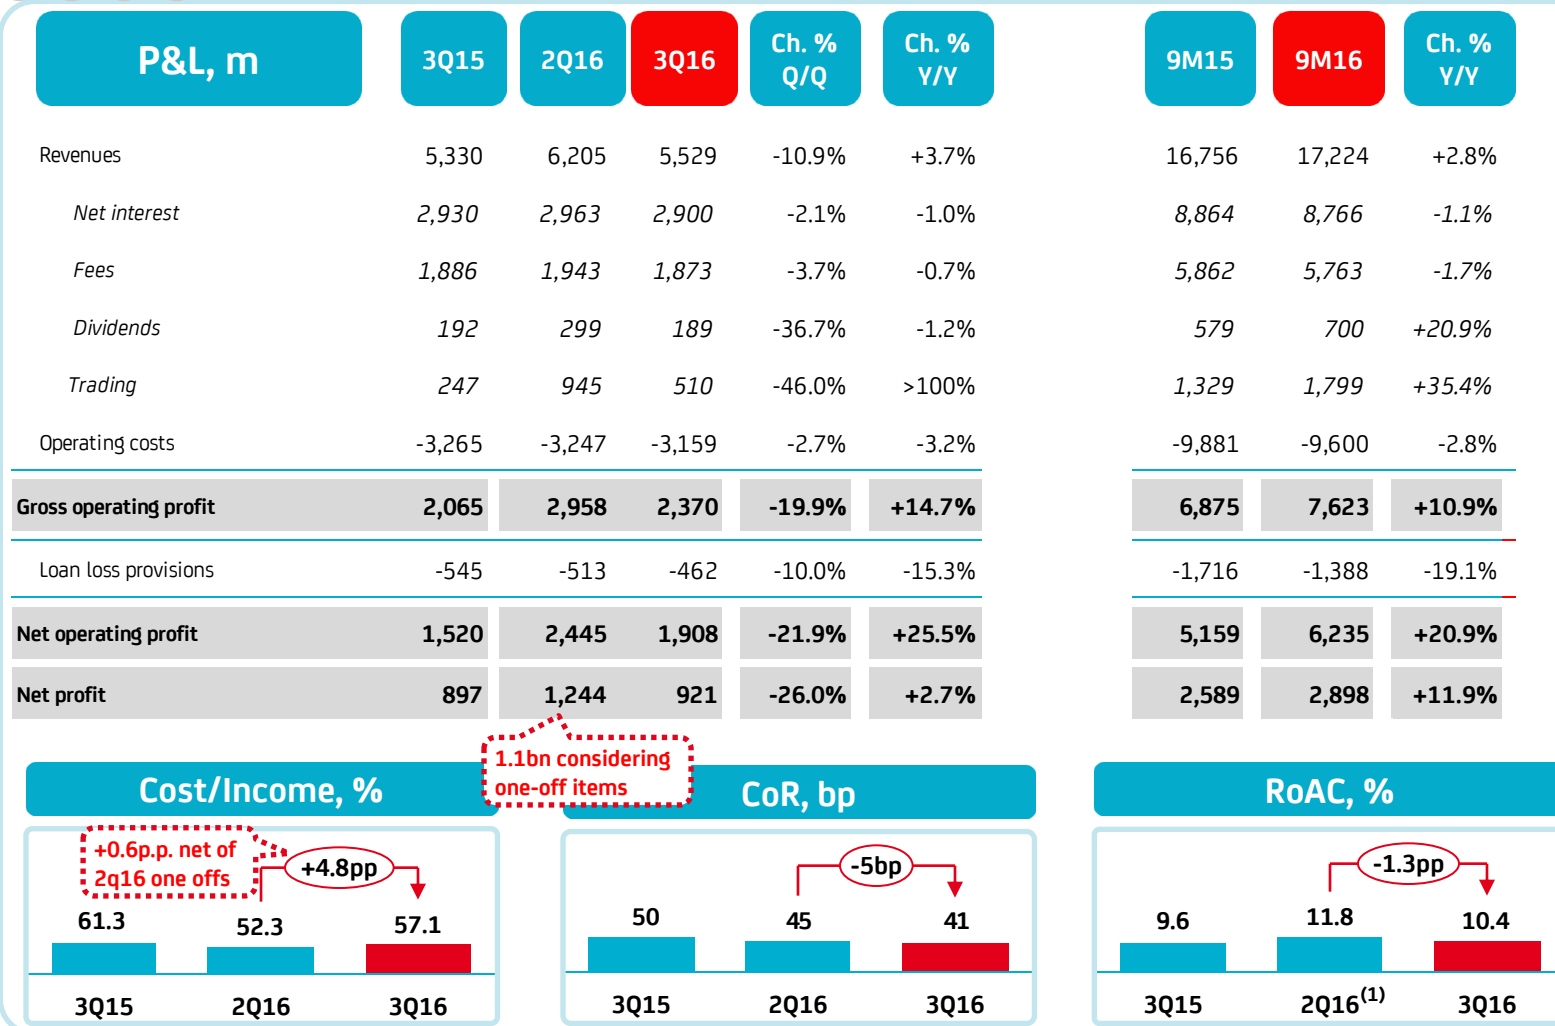 P&L, m 3Q15 2Q16 3Q16 Ch. % Q/Q Ch. % Y/Y 9M15 9M16 Ch. % Y/Y
Revenues 5,330 6,205 5,529 -10.9% +3.7% 16,756 17,224 +2.8%
Net interest 2,930 2,963 2,900 -2.1% -1.0% 8,864 8,766 -1.1%
Fees 1,886 1,943 1,873 -3.7% -0.7% 5,862 5,763 -1.7%
Dividends 192 299 189 -36.7% -1.2% 579 700 +20.9%
Trading 247 945 510 -46.0% >100% 1,329 1,799 +35.4%
Operating costs -3,265 -3,247 -3,159 -2.7% -3.2% -9,881 -9,600 -2.8%
Gross operating profit 2,065 2,958 2,370 -19.9% +14.7% 6,875 7,623 +10.9%
Loan loss provisions -545 -513 -462 -10.0% -15.3% -1,716 -1,388 -19.1%
Net operating profit 1,520 2,445 1,908 -21.9% +25.5% 5,159 6,235 +20.9%
Net profit 897 1,244 921 -26.0% +2.7% 2,589 2,898 +11.9%
1.1bn considering
one-off items
Cost/Income, %
+0.6p.p. net of
2q16 one offs
+4.8pp
61.3 52.3 57.1
3Q15 2Q16 3Q16
CoR, bp
-5bp
50 45 41
3Q15 2Q16 3Q16
RoAC, %
-1.3pp
9.6 11.8 10.4
3Q15 2Q16(1) 3Q16